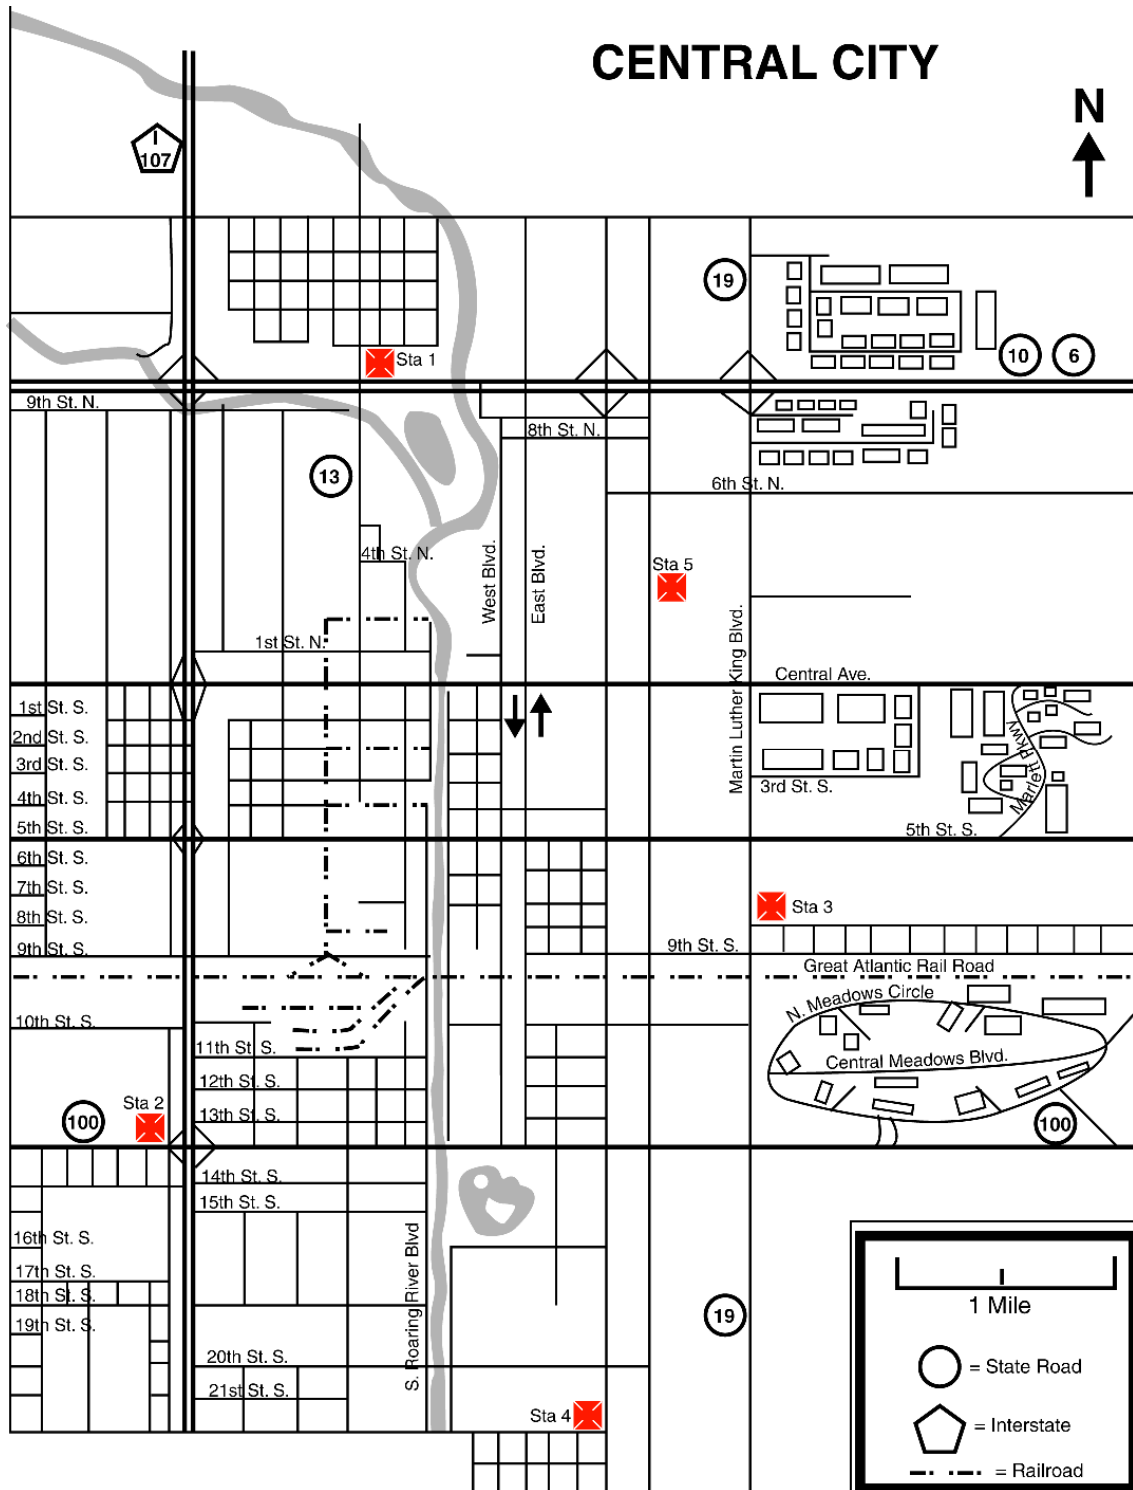 CENTRAL CITY
N
I
107
19
Sta 1
10
6
9th St. N.
8th St. N.
13
6th St. N.
4th St. N.
West Blvd.
East Blvd.
Sta 5
Martin Luther King Blvd.
1st St. N.
Central Ave.
1st St. S.
2nd St. S.
3rd St. S.
4th St. S.
5th St. S.
3rd St. S.
Marlett Pkwy
5th St. S.
6th St. S.
7th St. S.
8th St. S.
9th St. S.
Sta 3
9th St. S.
Great Atlantic Rail Road
N. Meadows Circle
10th St. S.
11th St. S.
Central Meadows Blvd.
12th St. S.
Sta 2
100
13th St. S.
100
14th St. S.
15th St. S.
S. Roaring River Blvd
16th St. S.
17th St. S.
18th St. S.
19th St. S.
19
20th St. S.
21st St. S.
Sta 4
1 Mile
= State Road
= Interstate
= Railroad